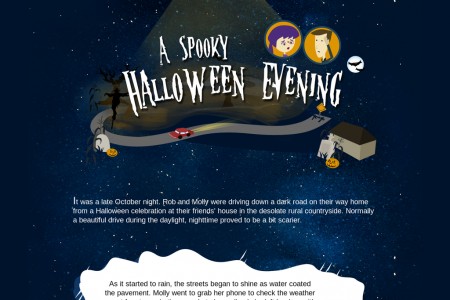 A SPOOKY
HALLOWEEN EVENING
It was a late October night. Rob and Molly were driving down a dark road on their way home
from a Halloween celebration at their friends' house in the desolate rural countryside. Normally
a beautiful drive during the daylight, nighttime proved to be a bit scarier.
As it started to rain, the streets began to shine as water coated
the pavement. Molly went to grab her phone to check the weather